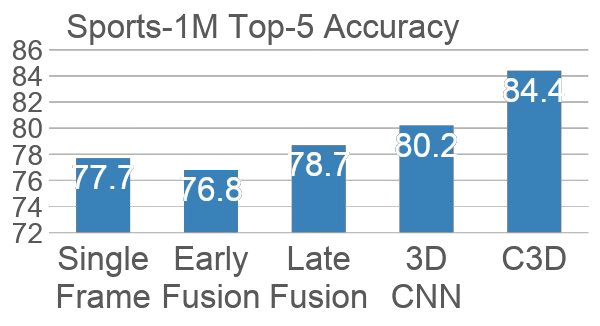 Sports-1M Top-5 Accuracy
86
84
82
80
78
76
74
72
77.7
76.8
78.7
80.2
84.4
Single Frame
Early Fusion
Late Fusion
3D CNN
C3D